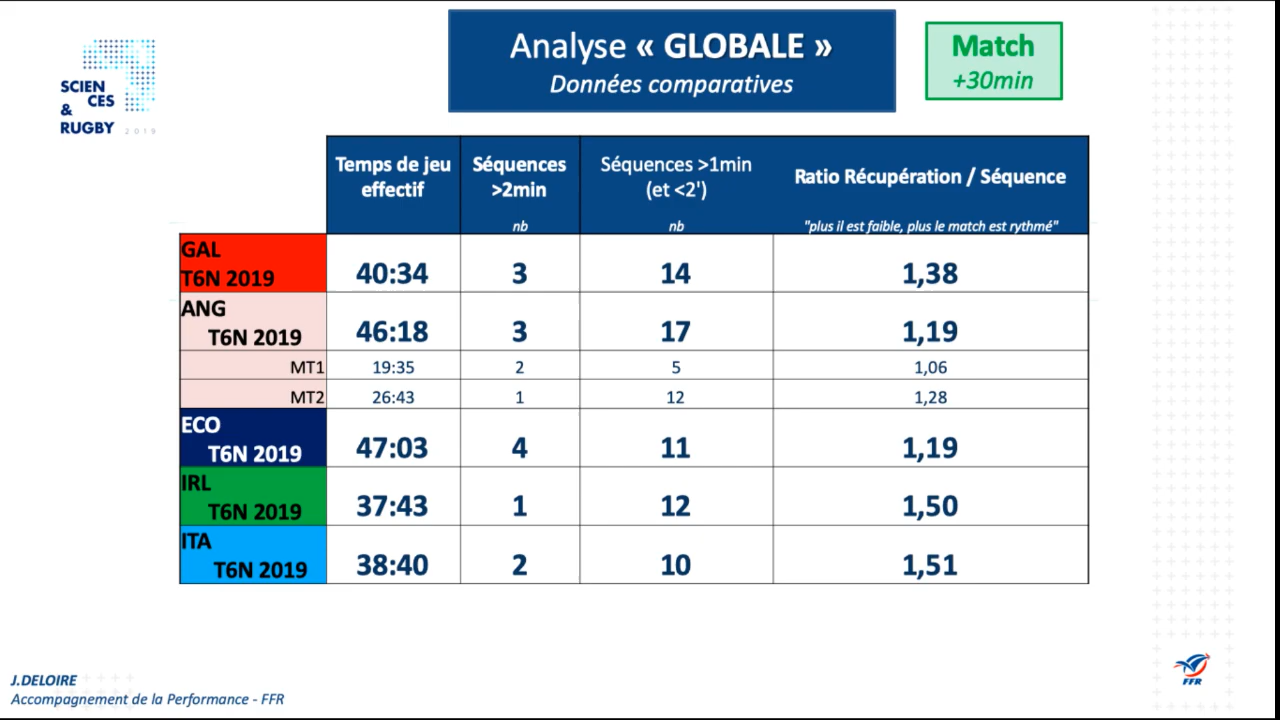 Analyse « GLOBALE »
Données comparatives
Match
+30min
SCIEN
CES
&
RUGBY 2019
Temps de jeu
effectif
Séquences
>2min
nb
Séquences >1min
(et <2')
nb
Ratio Récupération / Séquence
"plus il est faible, plus le match est rythmé"
GAL
T6N 2019 40:34 3 14 1,38
ANG
T6N 2019 46:18 3 17 1,19
MT1 19:35 2 5 1,06
MT2 26:43 1 12 1,28
ECO
T6N 2019 47:03 4 11 1,19
IRL
T6N 2019 37:43 1 12 1,50
ITA
T6N 2019 38:40 2 10 1,51
J.DELOIRE
Accompagnement de la Performance - FFR
FFR